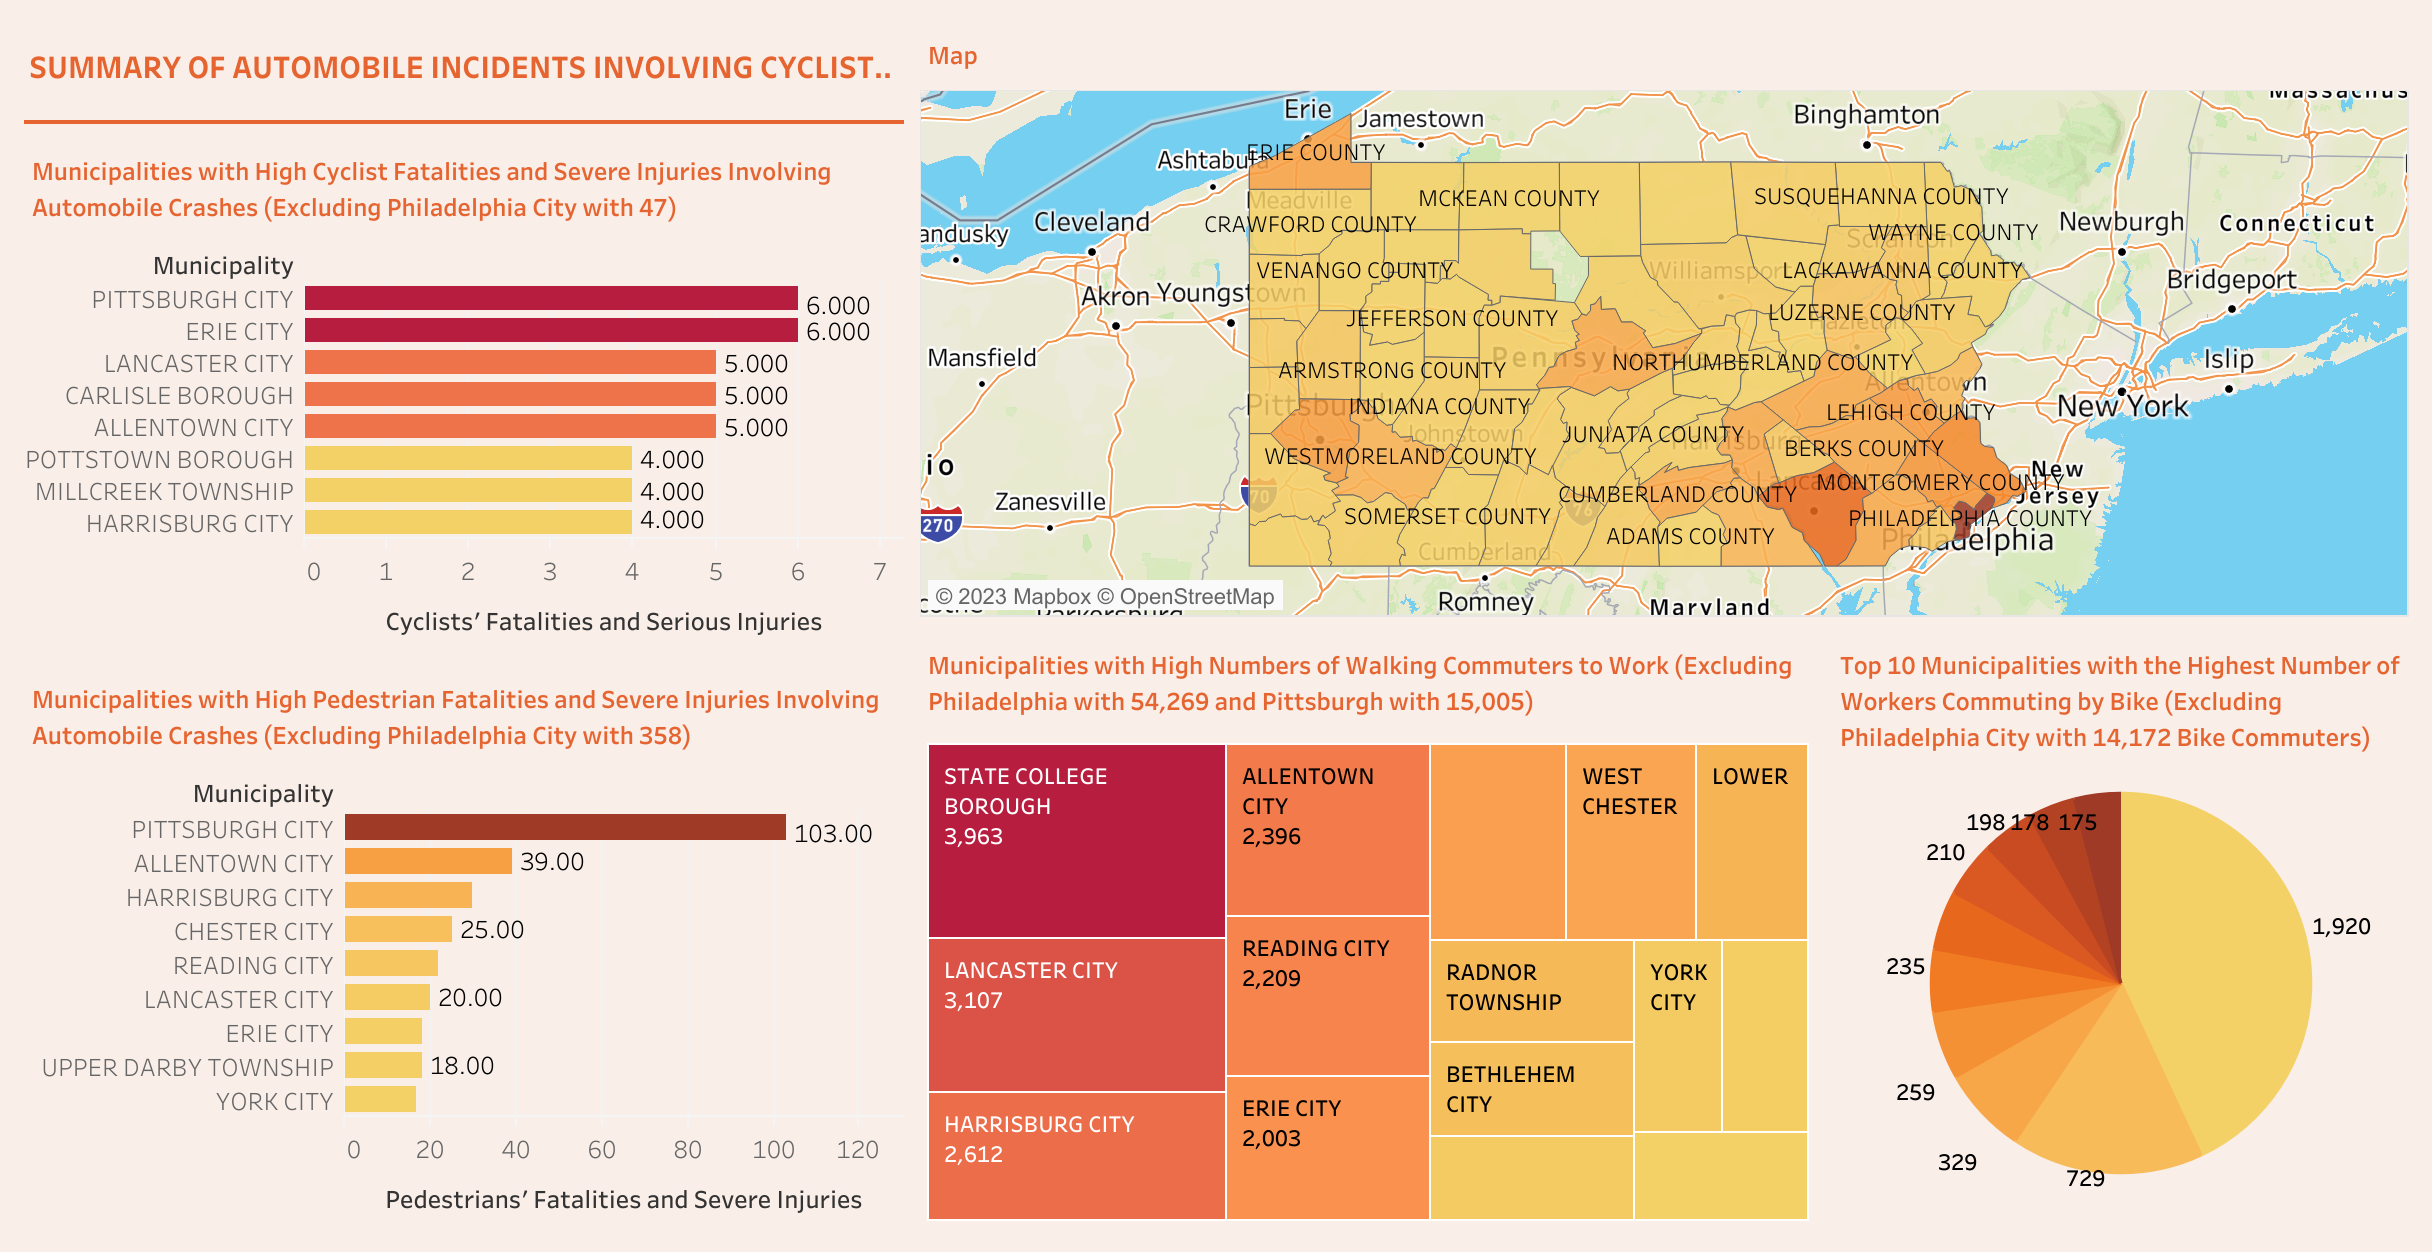 SUMMARY OF AUTOMOBILE INCIDENTS INVOLVING CYCLIST..
Municipalities with High Cyclist Fatalities and Severe Injuries Involving
Automobile Crashes (Excluding Philadelphia City with 47)
Municipality
PITTSBURGH CITY 6.000
ERIE CITY 6.000
LANCASTER CITY 5.000
CARLISLE BOROUGH 5.000
ALLENTOWN CITY 5.000
POTTSTOWN BOROUGH 4.000
MILLCREEK TOWNSHIP 4.000
HARRISBURG CITY 4.000
0 1 2 3 4 5 6 7
Cyclists' Fatalities and Serious Injuries
Municipalities with High Pedestrian Fatalities and Severe Injuries Involving
Automobile Crashes (Excluding Philadelphia City with 358)
Municipality
PITTSBURGH CITY 103.00
ALLENTOWN CITY 39.00
HARRISBURG CITY
CHESTER CITY 25.00
READING CITY
LANCASTER CITY 20.00
ERIE CITY
UPPER DARBY TOWNSHIP 18.00
YORK CITY
0 20 40 60 80 100 120
Pedestrians' Fatalities and Severe Injuries
Map
Massachus
Erie
Jamestown
Binghamton
ERIE COUNTY
Ashtabula
Meadville
MCKEAN COUNTY
SUSQUEHANNA COUNTY
andusky
Cleveland
CRAWFORD COUNTY
Scranton
WAYNE COUNTY
Newburgh
Connecticut
VENANGO COUNTY
Williamsport
LACKAWANNA COUNTY
Bridgeport
Akron
Youngstown
JEFFERSON COUNTY
LUZERNE COUNTY
Hazleton
Mansfield
ARMSTRONG COUNTY
Pennsylvania
NORTHUMBERLAND COUNTY
Allentown
Islip
Pittsburgh
INDIANA COUNTY
LEHIGH COUNTY
New York
Johnstown
JUNIATA COUNTY
Harrisburg
BERKS COUNTY
io
WESTMORELAND COUNTY
70
New
Jersey
Zanesville
CUMBERLAND COUNTY
Lancaster
MONTGOMERY COUNTY
270
SOMERSET COUNTY
76
ADAMS COUNTY
PHILADELPHIA COUNTY
Philadelphia
Cumberland
© 2023 Mapbox © OpenStreetMap
Parkersburg
Romney
Maryland
Municipalities with High Numbers of Walking Commuters to Work (Excluding
Philadelphia with 54,269 and Pittsburgh with 15,005)
STATE COLLEGE
BOROUGH
3,963
LANCASTER CITY
3,107
HARRISBURG CITY
2,612
ALLENTOWN
CITY
2,396
READING CITY
2,209
ERIE CITY
2,003
WEST
CHESTER
LOWER
RADNOR
TOWNSHIP
BETHLEHEM
CITY
YORK
CITY
Top 10 Municipalities with the Highest Number of
Workers Commuting by Bike (Excluding
Philadelphia City with 14,172 Bike Commuters)
198 178 175
210
1,920
235
259
329
729